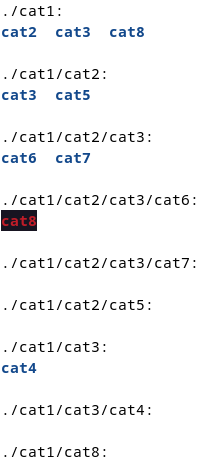 ./cat1:
cat2  cat3  cat8
./cat1/cat2:
cat3  cat5
./cat1/cat2/cat3:
cat6  cat7
./cat1/cat2/cat3/cat6:
cat8
./cat1/cat2/cat3/cat7:
./cat1/cat2/cat5:
./cat1/cat3:
cat4
./cat1/cat3/cat4:
./cat1/cat8: